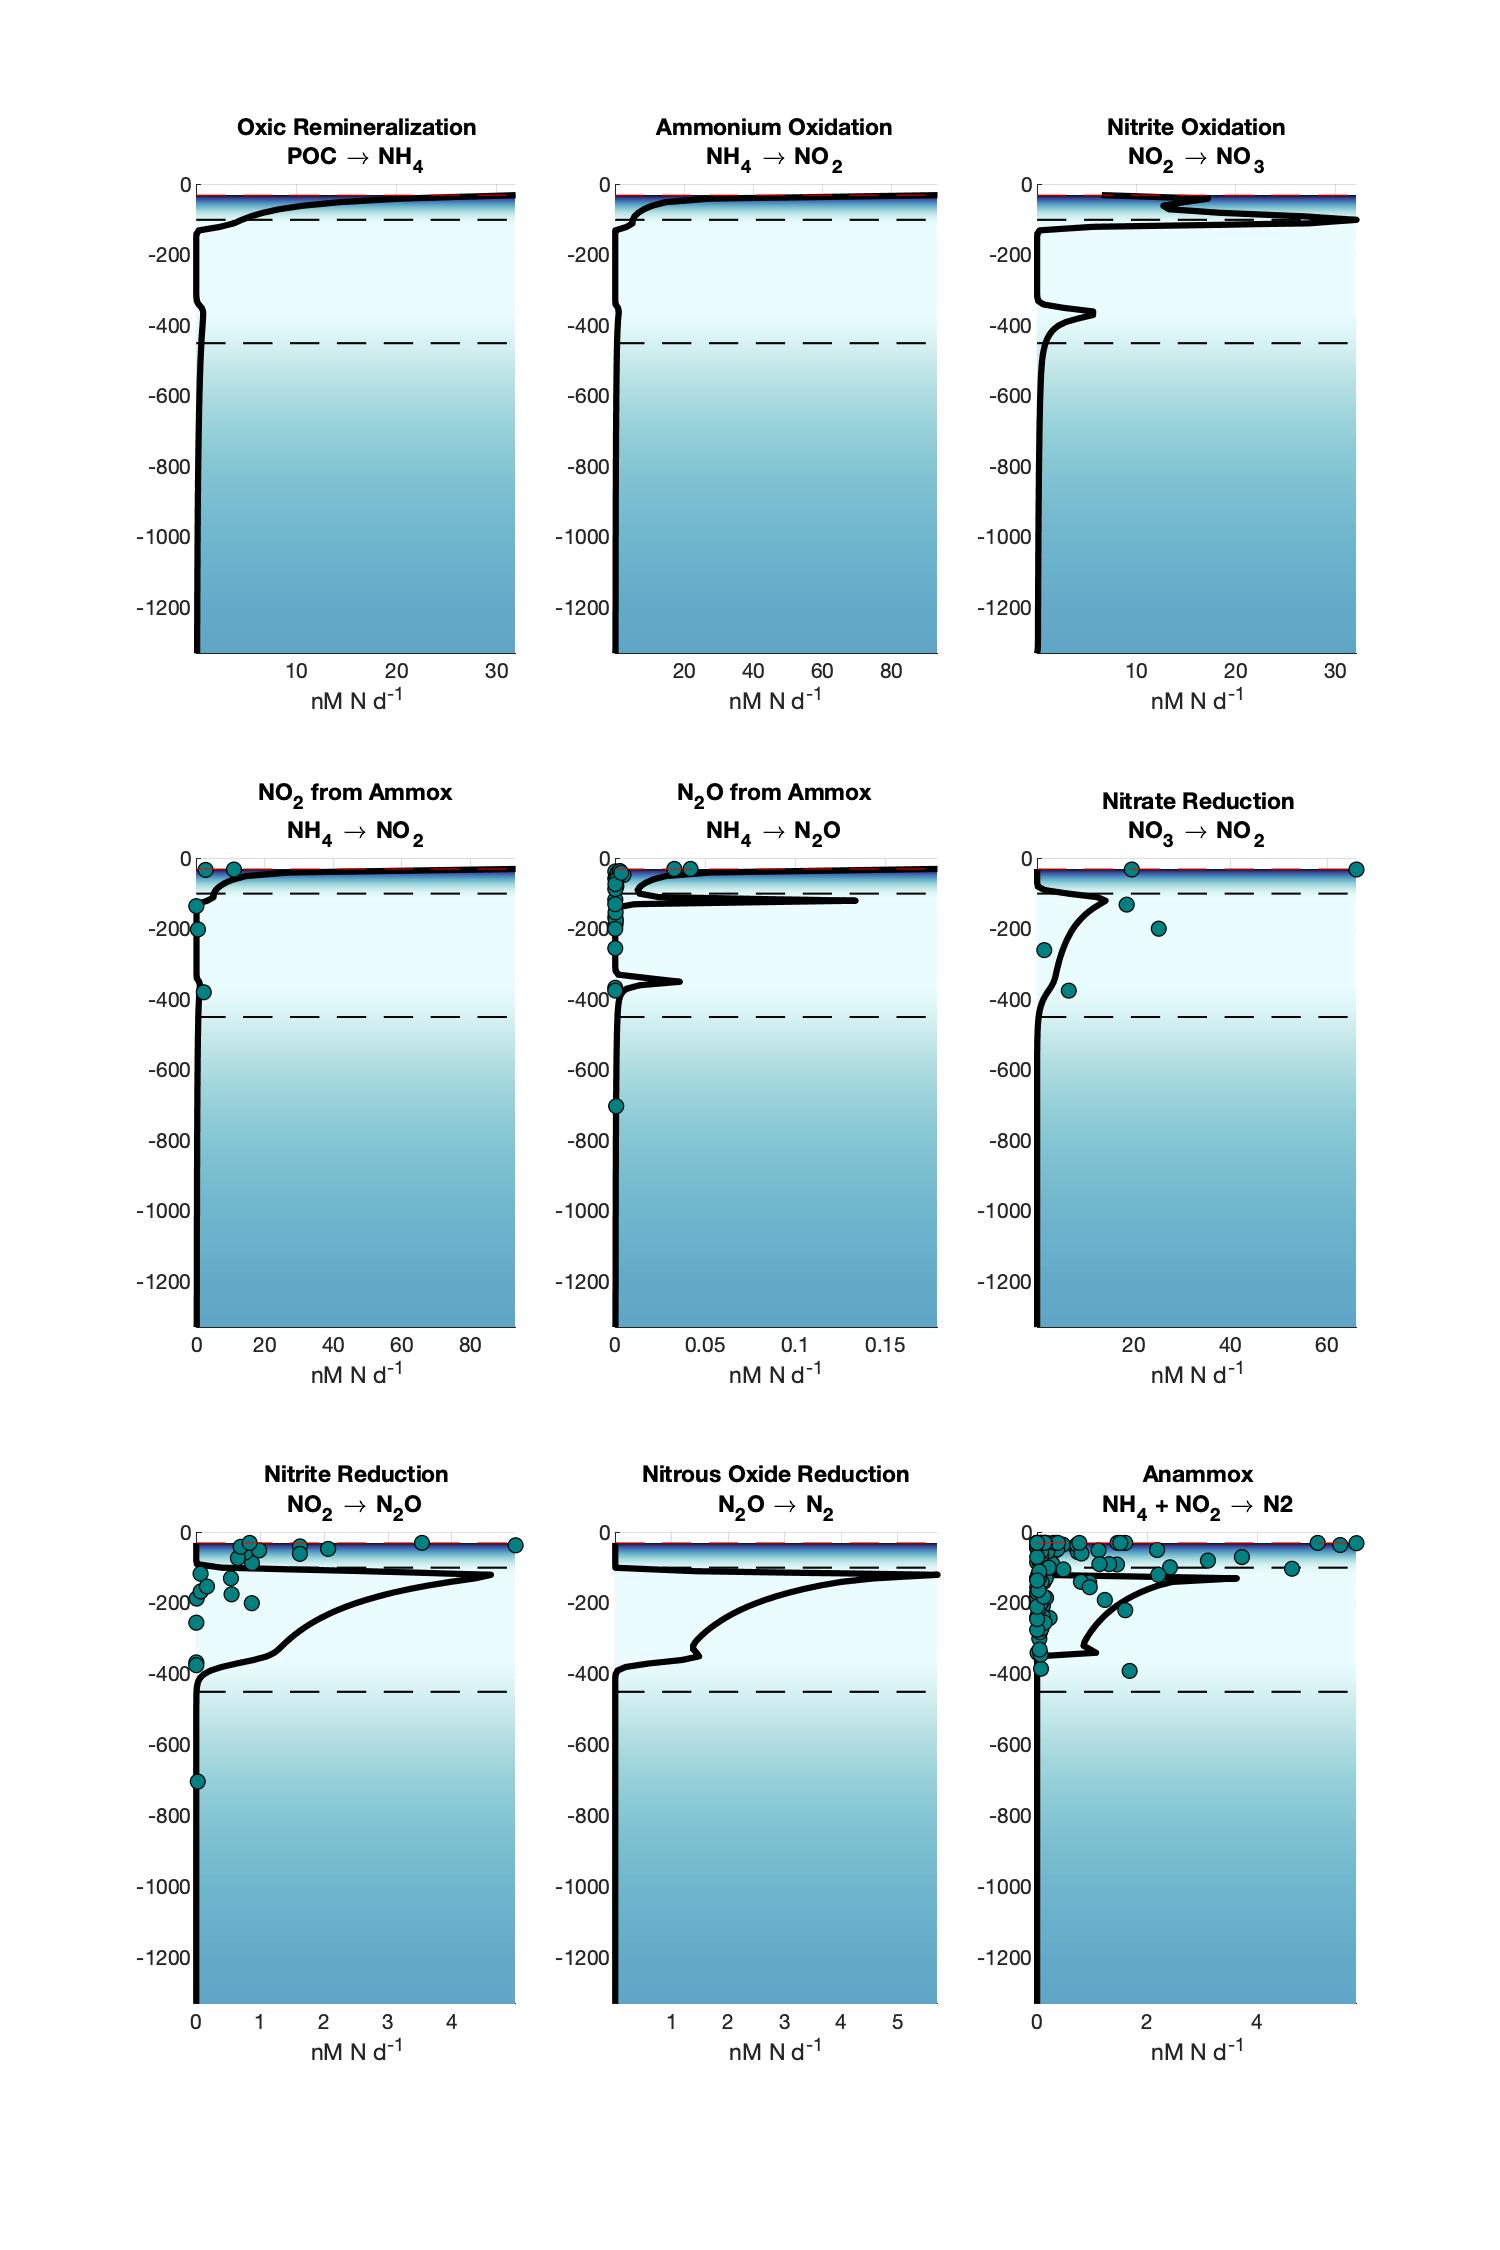 Oxic Remineralization
POC → NH4
Ammonium Oxidation
NH4 → NO2
Nitrite Oxidation
NO2 → NO3
0
-200
-400
-600
-800
-1000
-1200
10 20 30
nM N d-1
0
-200
-400
-600
-800
-1000
-1200
20 40 60 80
nM N d-1
0
-200
-400
-600
-800
-1000
-1200
10 20 30
nM N d-1
NO2 from Ammox
NH4 → NO2
N2O from Ammox
NH4 → N2O
Nitrate Reduction
NO3 → NO2
0
-200
-400
-600
-800
-1000
-1200
0 20 40 60 80
nM N d-1
0
-200
-400
-600
-800
-1000
-1200
0 0.05 0.1 0.15
nM N d-1
0
-200
-400
-600
-800
-1000
-1200
20 40 60
nM N d-1
Nitrite Reduction
NO2 → N2O
Nitrous Oxide Reduction
N2O → N2
Anammox
NH4 + NO2 → N2
0
-200
-400
-600
-800
-1000
-1200
0 1 2 3 4
nM N d-1
0
-200
-400
-600
-800
-1000
-1200
1 2 3 4 5
nM N d-1
0
-200
-400
-600
-800
-1000
-1200
0 2 4
nM N d-1